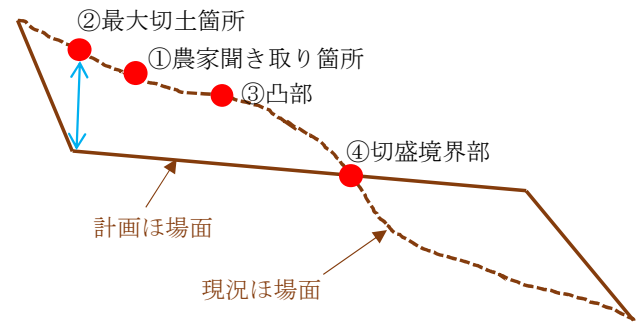 ②最大切土箇所
①農家聞き取り箇所
③凸部
④切盛境界部
計画ほ場面
現況ほ場面